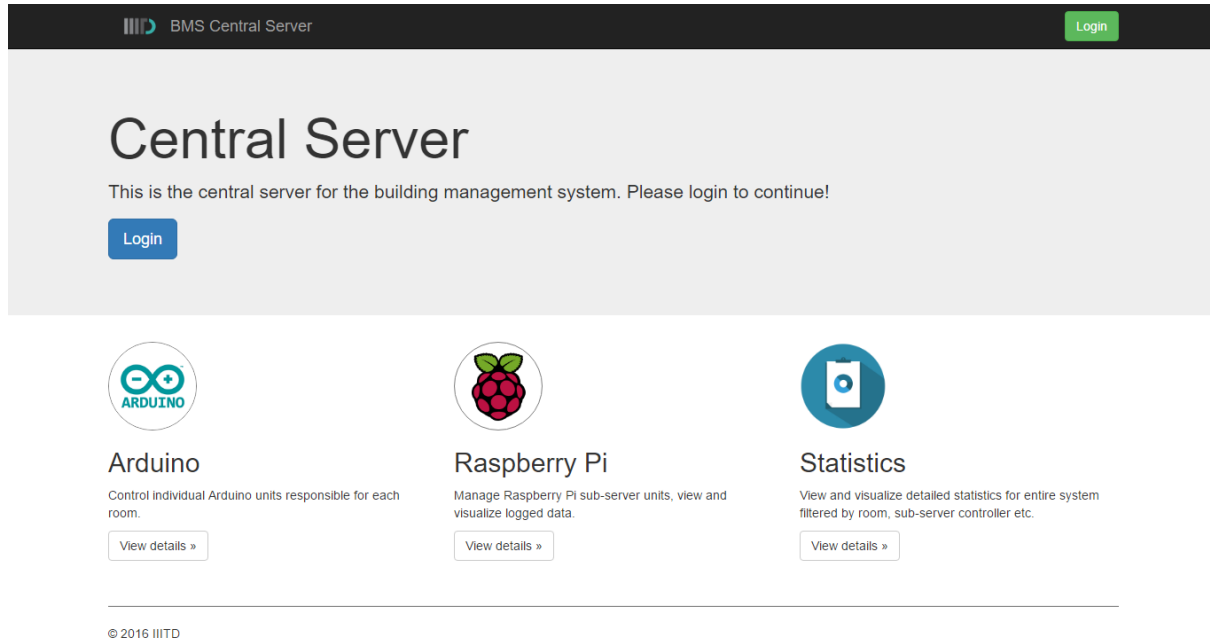 BMS Central Server
Login
Central Server
This is the central server for the building management system. Please login to continue!
Login
ARDUINO
Arduino
Control individual Arduino units responsible for each
room.
View details »
Raspberry Pi
Manage Raspberry Pi sub-server units, view and
visualize logged data.
View details »
Statistics
View and visualize detailed statistics for entire system
filtered by room, sub-server controller etc.
View details »
© 2016 IIITD